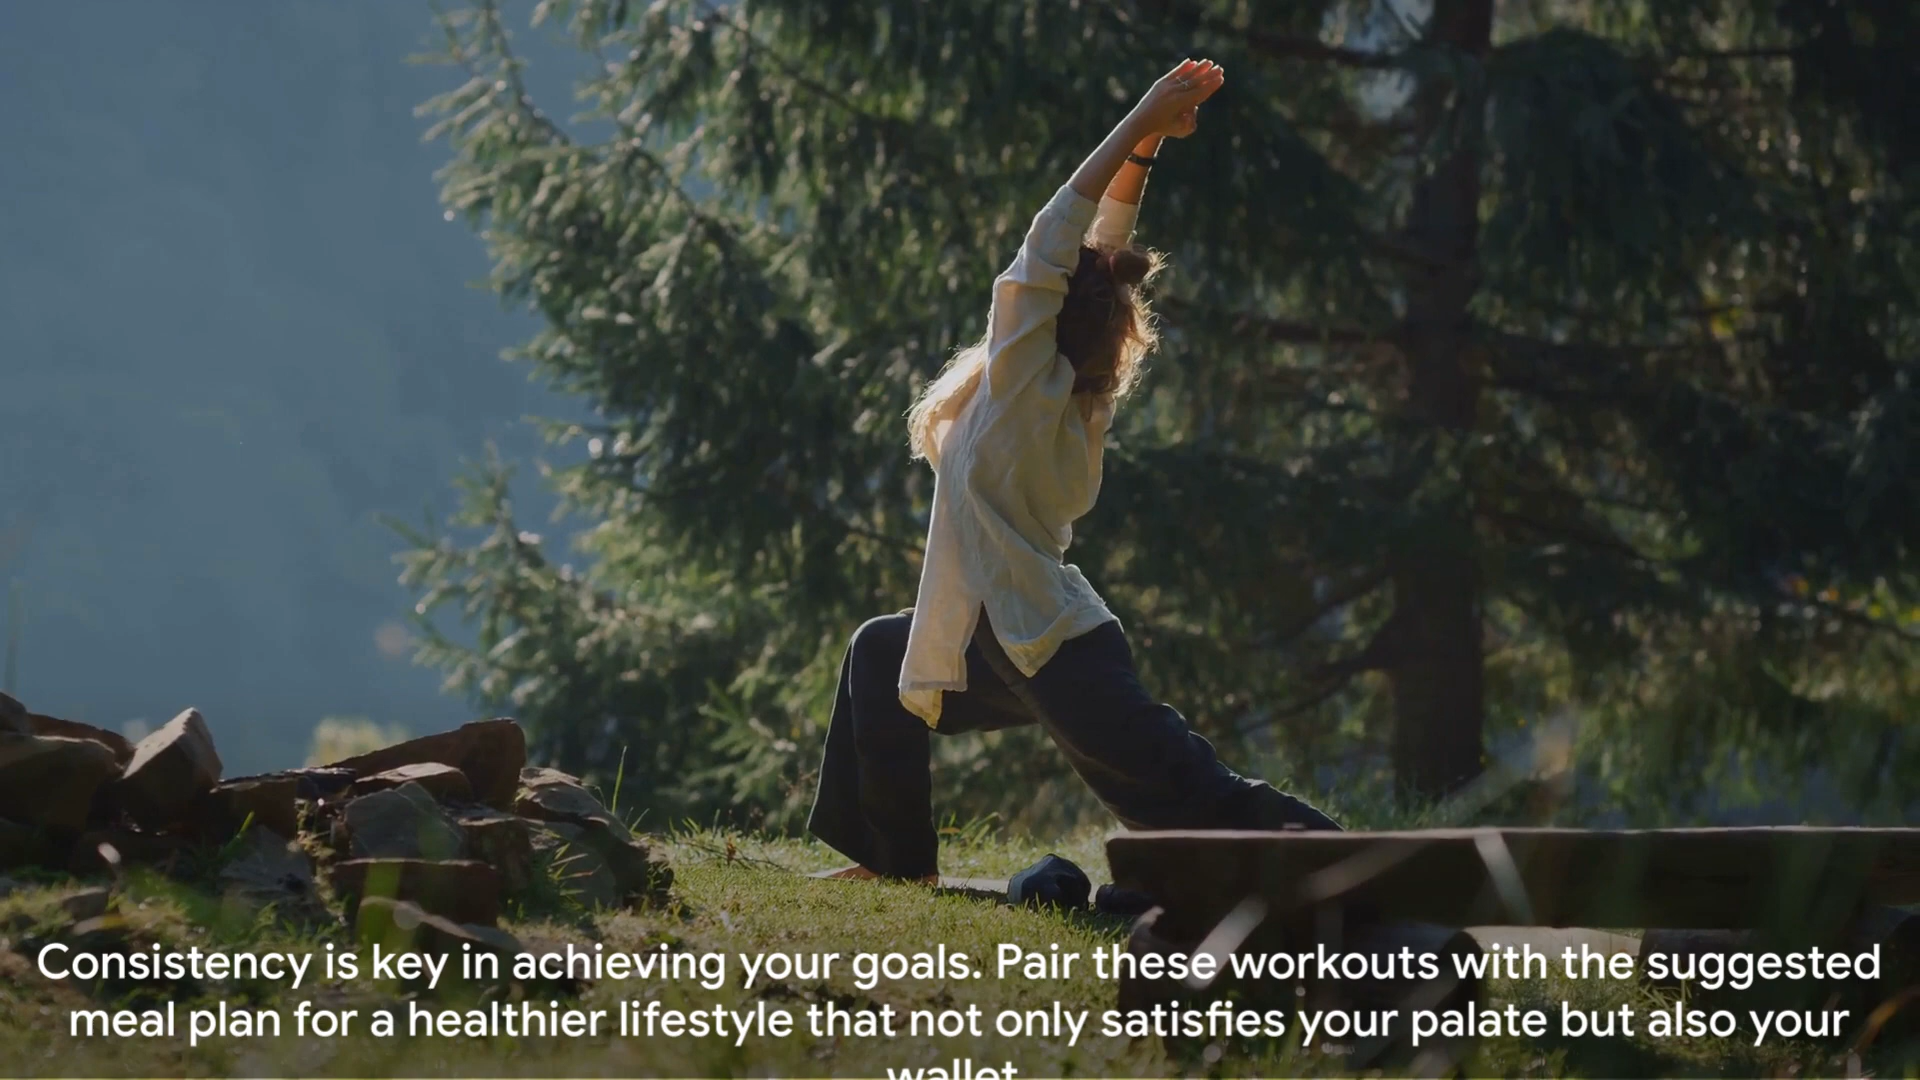 Consistency is key in achieving your goals. Pair these workouts with the suggested
meal plan for a healthier lifestyle that not only satisfies your palate but also your
wallet